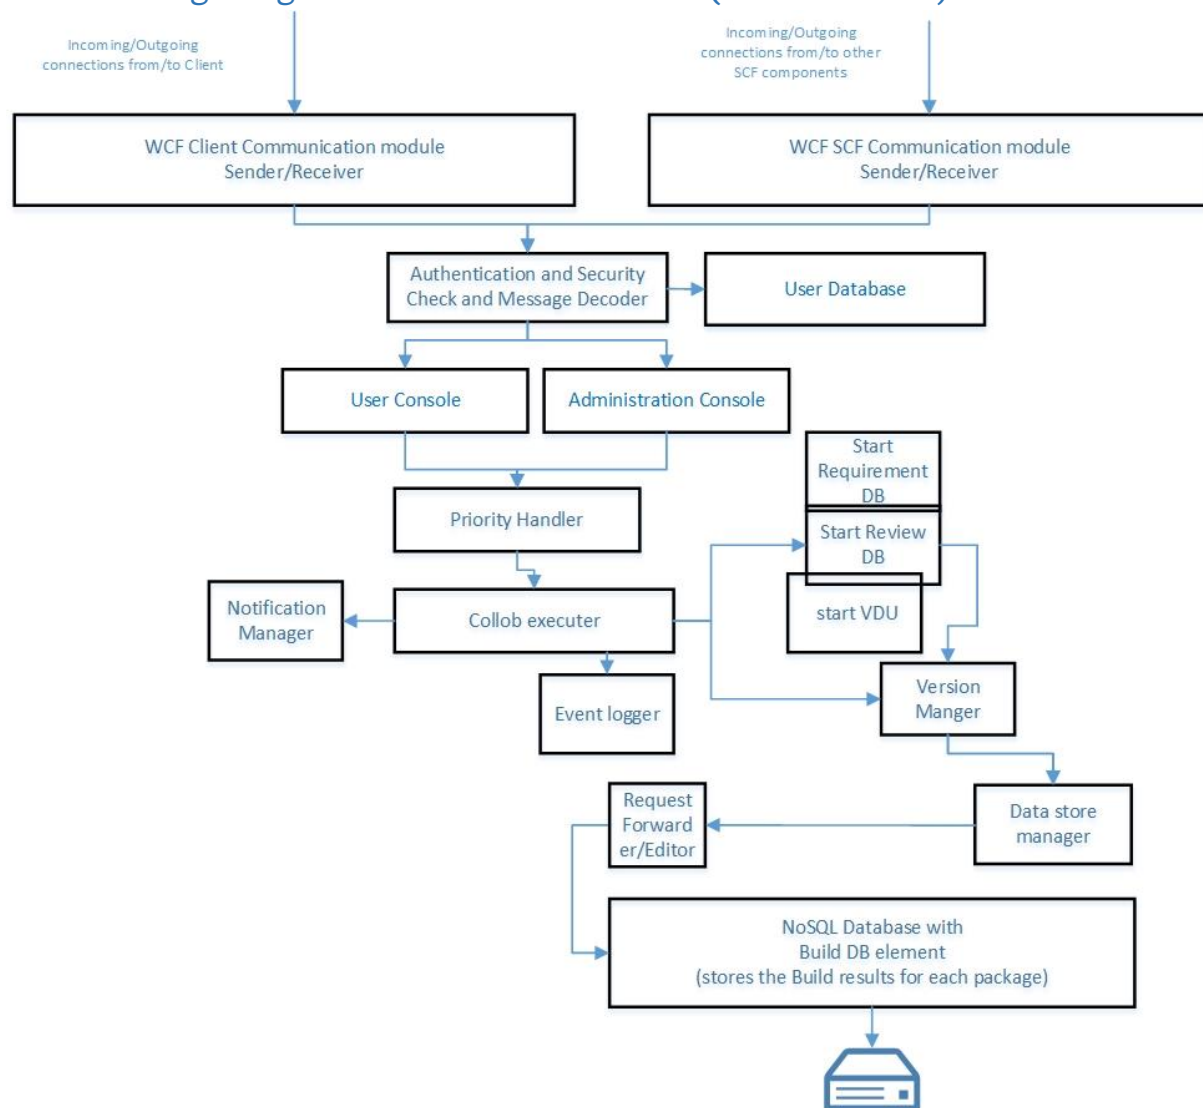 Incoming/Outgoing
connections from/to Client
Incoming/Outgoing
connections from/to other
SCF components
WCF Client Communication module
Sender/Receiver
WCF SCF Communication module
Sender/Receiver
Authentication and Security
Check and Message Decoder
User Database
User Console
Administration Console
Start
Requirement
DB
Priority Handler
Start Review
DB
Notification
Manager
Collob executer
start VDU
Event logger
Version
Manger
Request
Forward
er/Editor
Data store
manager
NoSQL Database with
Build DB element
(stores the Build results for each package)